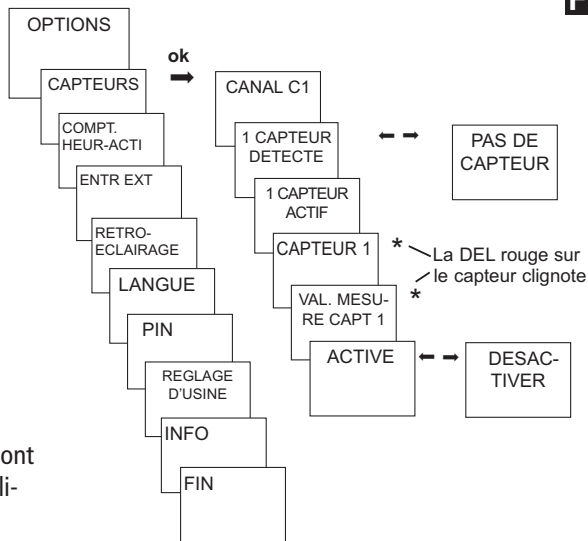 OPTIONS
CAPTEURS
COMPT.
HEUR-ACTI
ENTR EXT
RETRO-
ECLAIRAGE
LANGUE
PIN
REGLAGE
D'USINE
INFO
FIN
ok
CANAL C1
1 CAPTEUR
DETECTE
1 CAPTEUR
ACTIF
CAPTEUR 1
VAL. MESU-
RE CAPT 1
ACTIVE
PAS DE
CAPTEUR
* La DEL rouge sur
* le capteur clignote
DESAC-
TIVER
ont
li-